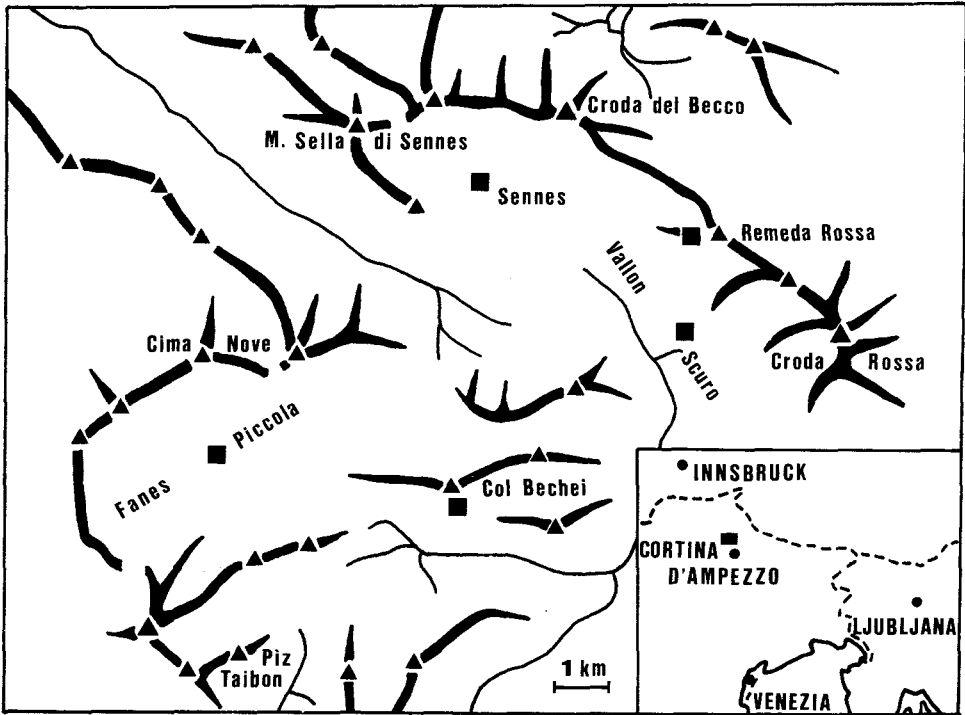 Croda del Becco
M. Sella di Sennes
Sennes
Remeda Rossa
Vallon Scuro
Cima Nove
Croda Rossa
Fanes Piccola
Col Bechei
Pìz
Taibon
1 km
INNSBRUCK
CORTINA
D'AMPEZZO
LJUBLJANA
VENEZIA